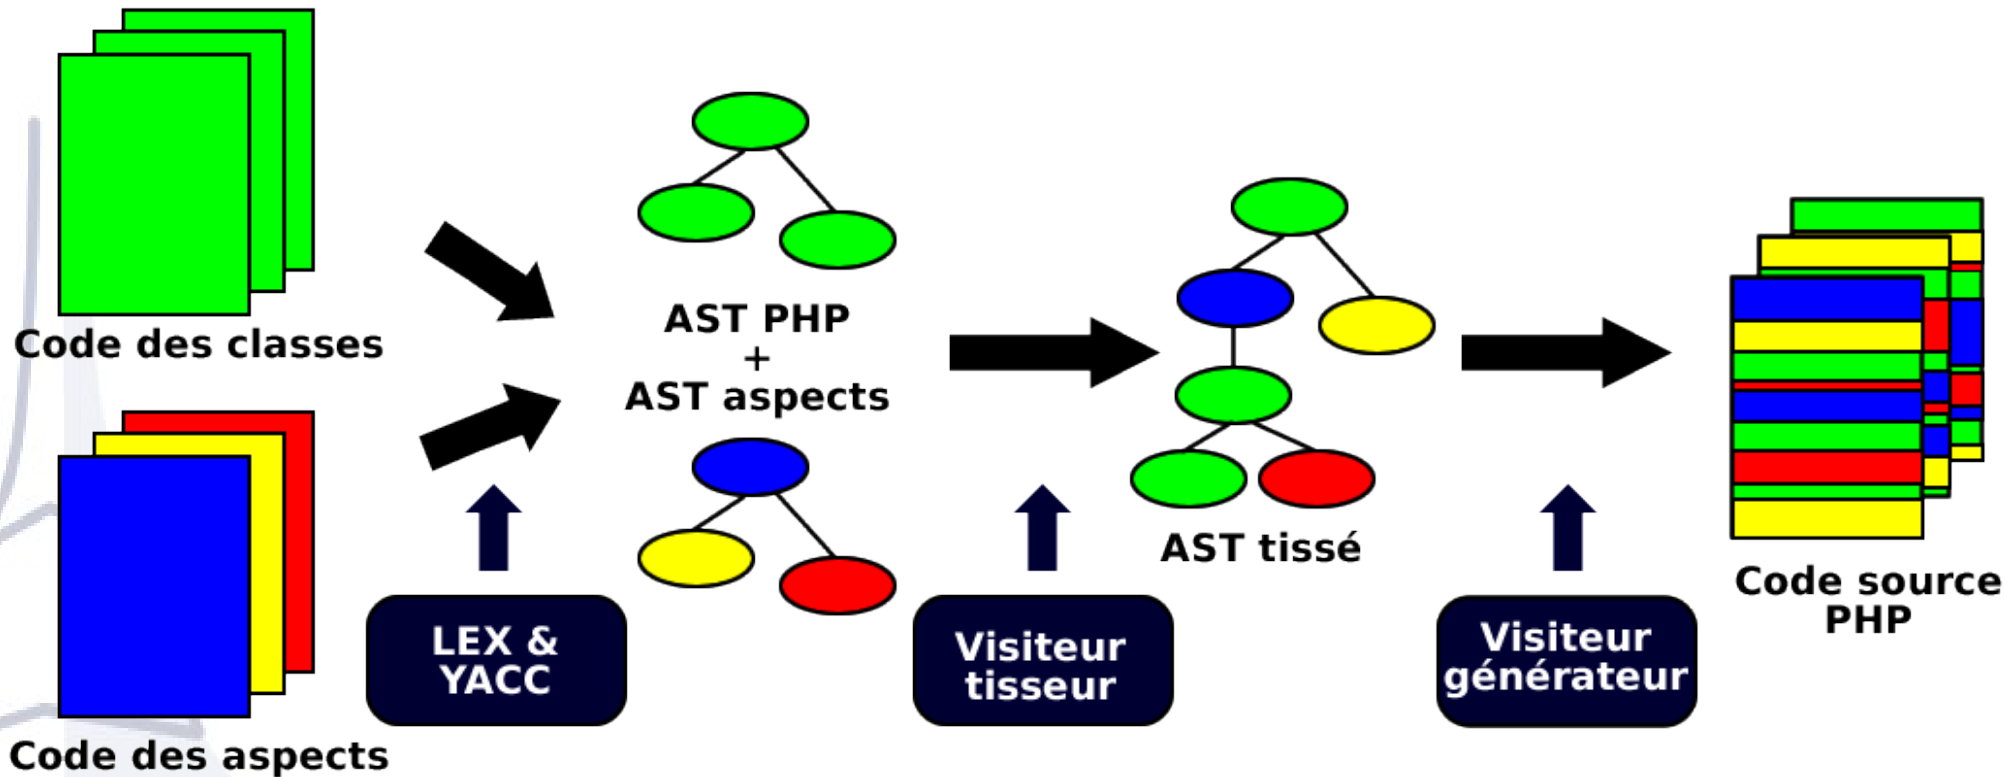 Code des classes
Code des aspects
LEX &
YACC
AST PHP
+
AST aspects
Visiteur
tisseur
AST tissé
Visiteur
générateur
Code source
PHP